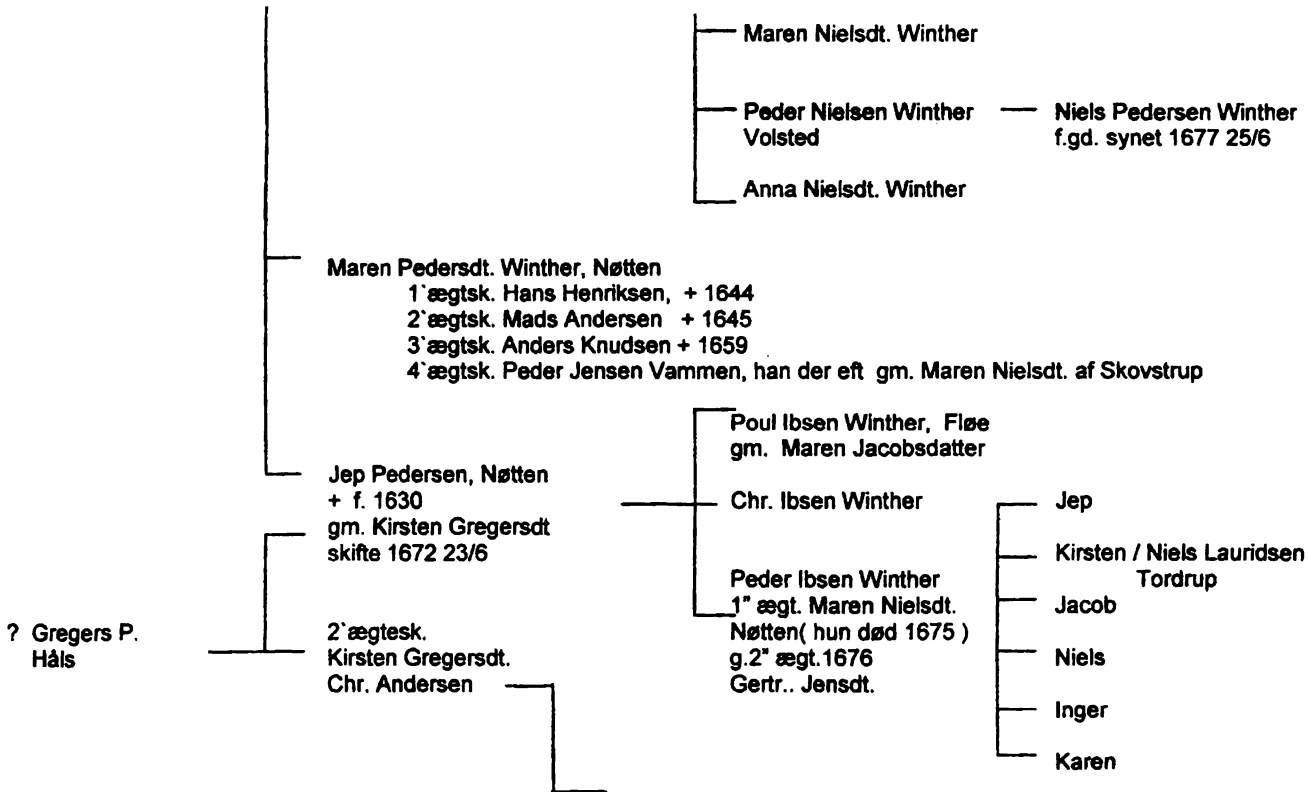 Maren Nielsdt. Winther
Peder Nielsen Winther
Volsted
Niels Pedersen Winther
f.gd. synet 1677 25/6
Anna Nielsdt. Winther
Maren Pedersdt. Winther, Nøtten
1`ægtsk. Hans Henriksen, + 1644
2`ægtsk. Mads Andersen + 1645
3`ægtsk. Anders Knudsen + 1659
4`ægtsk. Peder Jensen Vammen, han der eft gm. Maren Nielsdt. af Skovstrup
Jep Pedersen, Nøtten
+ f. 1630
gm. Kirsten Gregersdt
skifte 1672 23/6
Poul Ibsen Winther, Fløe
gm. Maren Jacobsdatter
Chr. Ibsen Winther
Peder Ibsen Winther
1" ægt. Maren Nielsdt.
Nøtten( hun død 1675 )
g.2" ægt.1676
Gertr.. Jensdt.
Jep
Kirsten / Niels Lauridsen
Tordrup
Jacob
Niels
Inger
Karen
? Gregers P.
Håls
2`ægtesk.
Kirsten Gregersdt.
Chr. Andersen